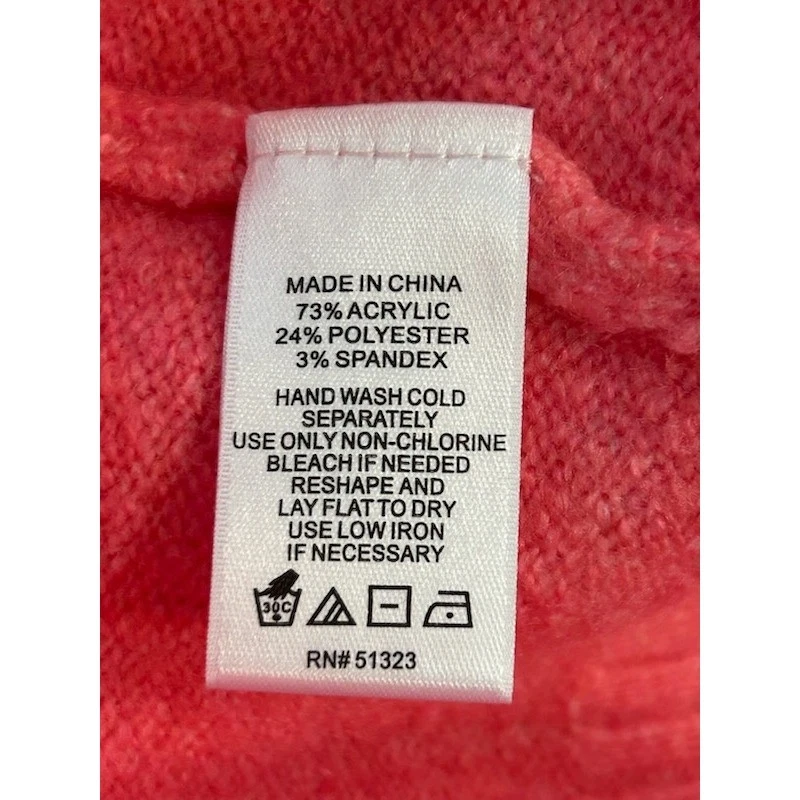 MADE IN CHINA
73% ACRYLIC
24% POLYESTER
3% SPANDEX
HAND WASH COLD
SEPARATELY
USE ONLY NON-CHLORINE
BLEACH IF NEEDED
RESHAPE AND
LAY FLAT TO DRY
USE LOW IRON
IF NECESSARY
30C
RN# 51323